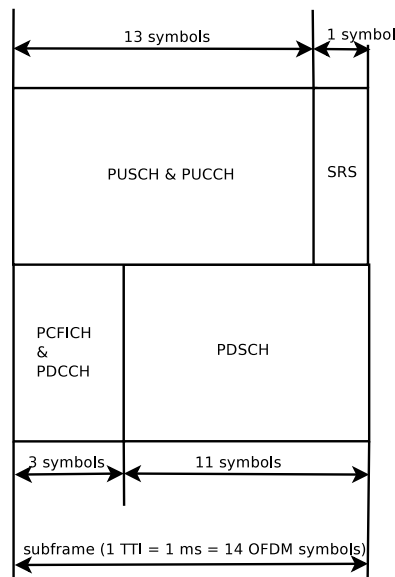 13 symbols
1 symbol
PUSCH & PUCCH
SRS
PCFICH
&
PDCCH
PDSCH
3 symbols
11 symbols
subframe (1 TTI = 1 ms = 14 OFDM symbols)